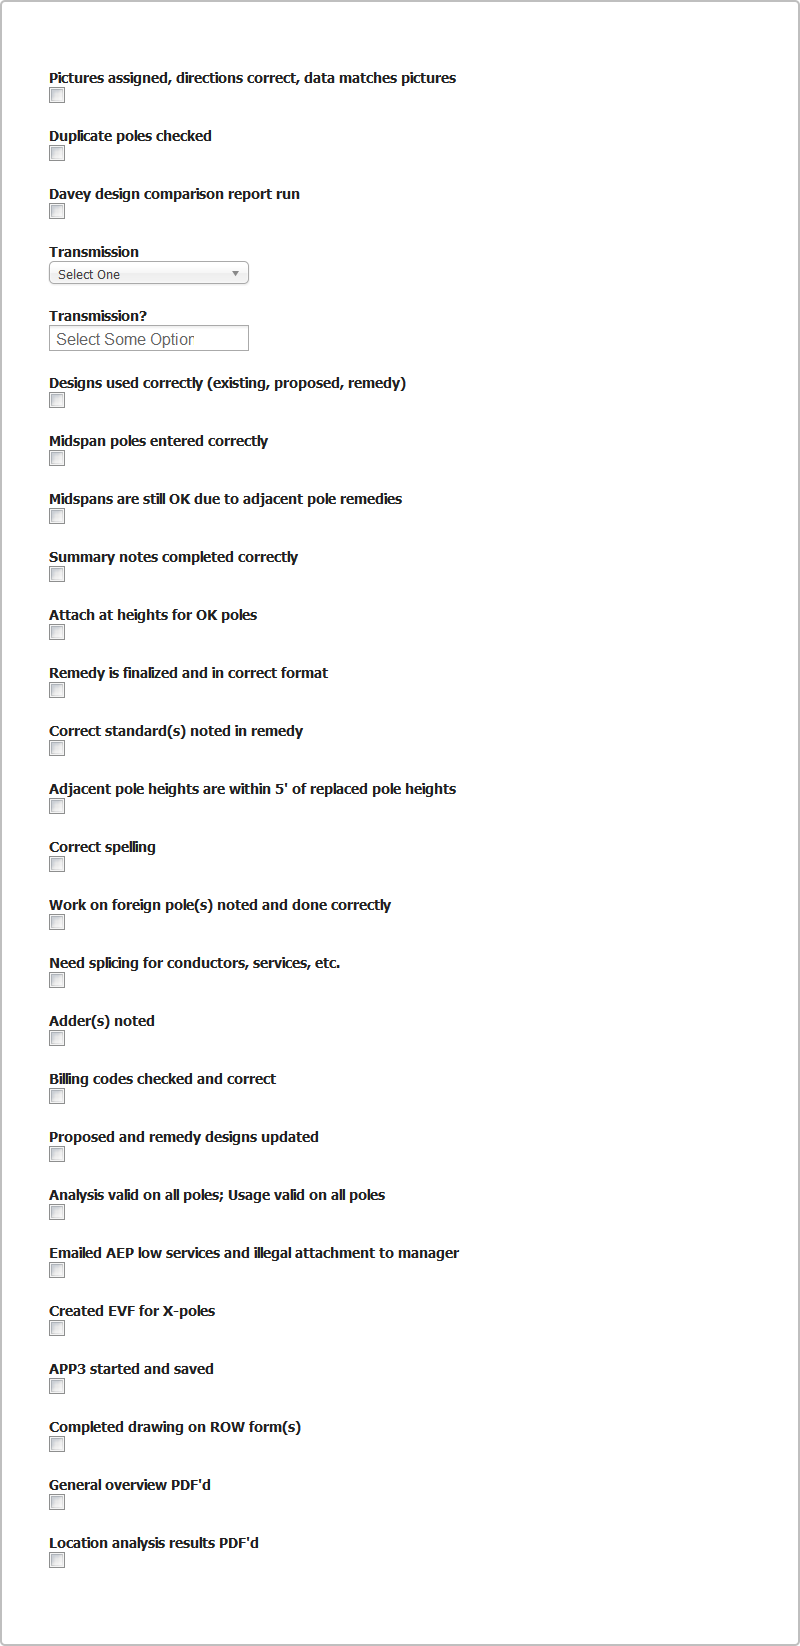 Pictures assigned, directions correct, data matches pictures
Duplicate poles checked
Davey design comparison report run
Transmission
Select One
Transmission?
Select Some Option
Designs used correctly (existing, proposed, remedy)
Midspan poles entered correctly
Midspans are still OK due to adjacent pole remedies
Summary notes completed correctly
Attach at heights for OK poles
Remedy is finalized and in correct format
Correct standard(s) noted in remedy
Adjacent pole heights are within 5' of replaced pole heights
Correct spelling
Work on foreign pole(s) noted and done correctly
Need splicing for conductors, services, etc.
Adder(s) noted
Billing codes checked and correct
Proposed and remedy designs updated
Analysis valid on all poles; Usage valid on all poles
Emailed AEP low services and illegal attachment to manager
Created EVF for X-poles
APP3 started and saved
Completed drawing on ROW form(s)
General overview PDF'd
Location analysis results PDF'd